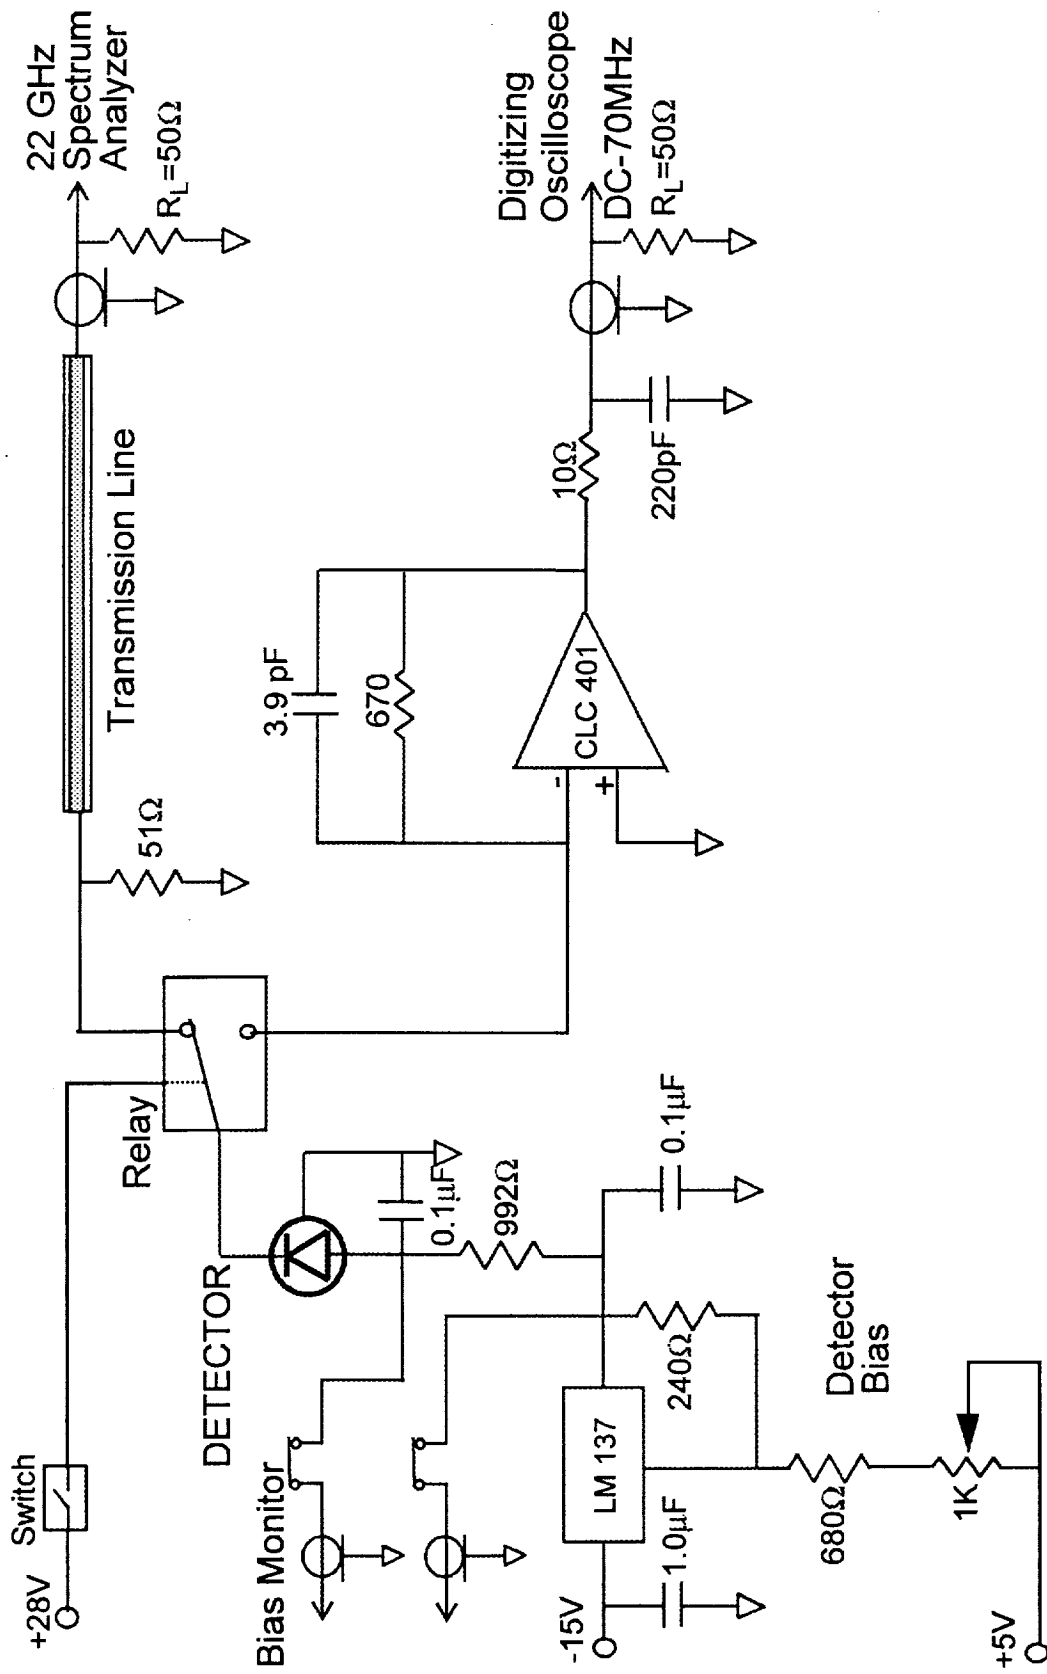 +28V
Switch
Relay
22 GHz
Spectrum
Analyzer
R_L=50Ω
Transmission Line
51Ω
DETECTOR
0.1μF
992Ω
Bias Monitor
3.9 pF
670
-
+
CLC 401
10Ω
220pF
Digitizing
Oscilloscope
DC-70MHz
R_L=50Ω
-15V
1.0μF
LM 137
240Ω
0.1μF
680Ω
1K
Detector
Bias
+5V